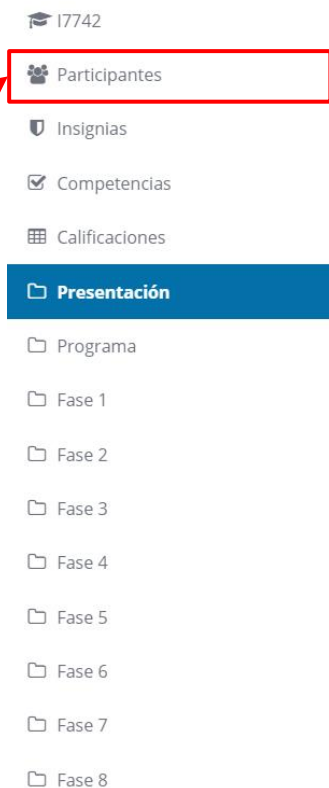 I7742
Participantes
Insignias
Competencias
Calificaciones
Presentación
Programa
Fase 1
Fase 2
Fase 3
Fase 4
Fase 5
Fase 6
Fase 7
Fase 8